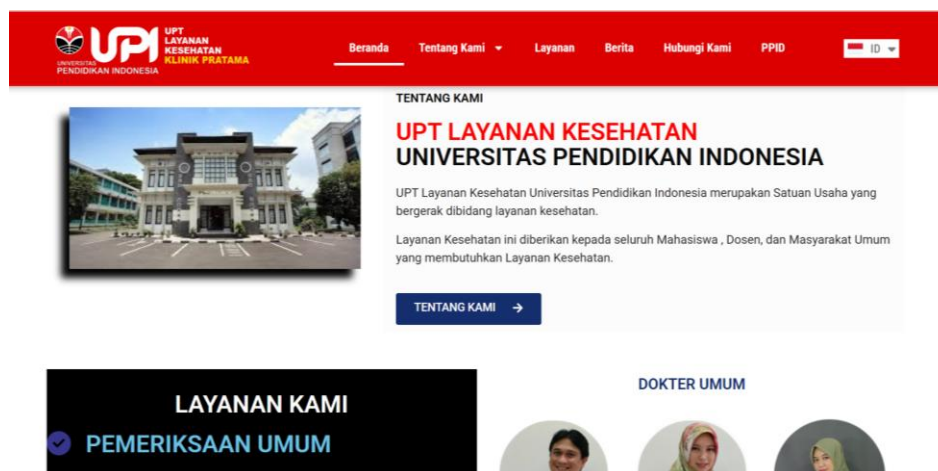 UPI
UNIVERSITAS
PENDIDIKAN INDONESIA
UPT
LAYANAN
KESEHATAN
KLINIK PRATAMA
Beranda
Tentang Kami
Layanan
Berita
Hubungi Kami
PPID
ID
TENTANG KAMI
UPT LAYANAN KESEHATAN
UNIVERSITAS PENDIDIKAN INDONESIA
UPT Layanan Kesehatan Universitas Pendidikan Indonesia merupakan Satuan Usaha yang
bergerak dibidang layanan kesehatan.
Layanan Kesehatan ini diberikan kepada seluruh Mahasiswa , Dosen, dan Masyarakat Umum
yang membutuhkan Layanan Kesehatan.
TENTANG KAMI
LAYANAN KAMI
PEMERIKSAAN UMUM
DOKTER UMUM